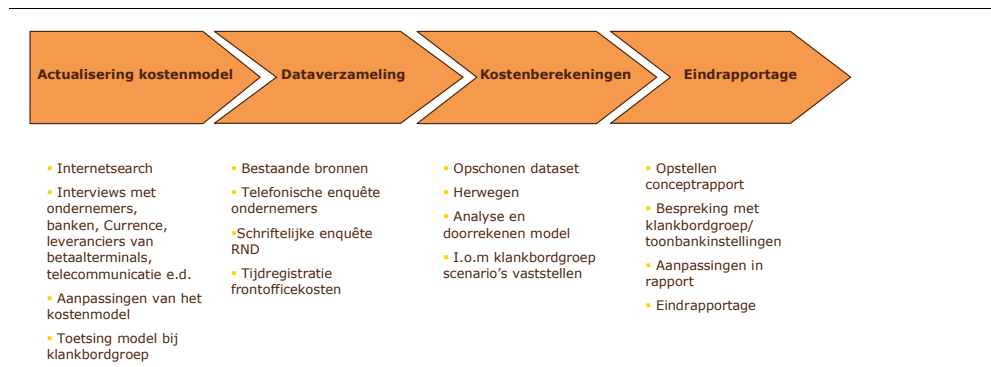 Actualisering kostenmodel
Dataverzameling
Kostenberekeningen
Eindrapportage
▪ Internetsearch
▪ Interviews met
ondernemers,
banken, Currence,
leveranciers van
betaalterminals,
telecommunicatie e.d.
▪ Aanpassingen van het
kostenmodel
▪ Toetsing model bij
klankbordgroep
▪ Bestaande bronnen
▪ Telefonische enquête
ondernemers
▪Schriftelijke enquête
RND
▪ Tijdregistratie
frontofficekosten
▪ Opschonen dataset
▪ Herwegen
▪ Analyse en
doorrekenen model
▪ I.o.m klankbordgroep
scenario’s vaststellen
▪ Opstellen
conceptrapport
▪ Bespreking met
klankbordgroep/
toonbankinstellingen
▪ Aanpassingen in
rapport
▪ Eindrapportage